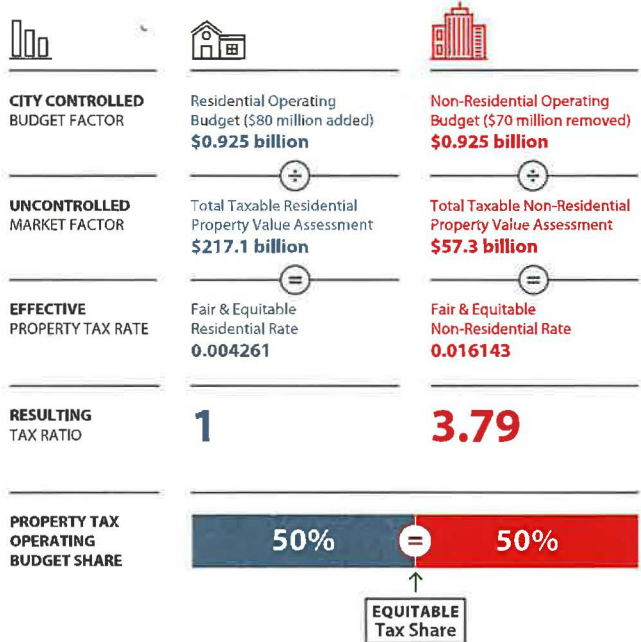 CITY CONTROLLED
BUDGET FACTOR
Residential Operating
Budget ($80 million added)
$0.925 billion
Non-Residential Operating
Budget ($70 million removed)
$0.925 billion
÷
÷
UNCONTROLLED
MARKET FACTOR
Total Taxable Residential
Property Value Assessment
$217.1 billion
Total Taxable Non-Residential
Property Value Assessment
$57.3 billion
=
=
EFFECTIVE
PROPERTY TAX RATE
Fair & Equitable
Residential Rate
0.004261
Fair & Equitable
Non-Residential Rate
0.016143
RESULTING
TAX RATIO
1
3.79
PROPERTY TAX
OPERATING
BUDGET SHARE
50%
=
50%
EQUITABLE
Tax Share